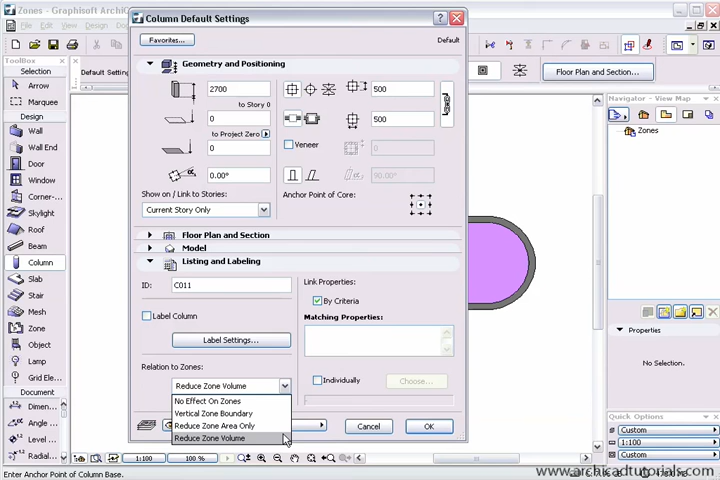 Zones - Graphisoft ArchiC
File
Edit
Column Default Settings
Favorites...
Default
ToolBox
Selection
Arrow
Marquee
Design
Wall
Wall End
Door
Window
Corner-...
Skylight
Roof
Beam
Column
Slab
Stair
Mesh
Zone
Object
Lamp
Grid Ele...
Document
Dimen...
Angle ...
Level ...
Radial...
Default Setting
Geometry and Positioning
2700
to Story 0
0
to Project Zero
0
0.00°
500
500
Veneer
0
90.00°
Show on / Link to Stories:
Current Story Only
Anchor Point of Core:
Floor Plan and Section
Model
Listing and Labeling
ID:
C011
Label Column
Label Settings...
Relation to Zones:
Reduce Zone Volume
No Effect On Zones
Vertical Zone Boundary
Reduce Zone Area Only
Reduce Zone Volume
Link Properties:
By Criteria
Matching Properties:
Individually
Choose...
Cancel
OK
Floor Plan and Section...
Navigator - View Map
Zones
Properties
No Selection.
Quick Options
1:100
1:100
100 %
Enter Anchor Point of Column Base.
www.archicadtutorials.com